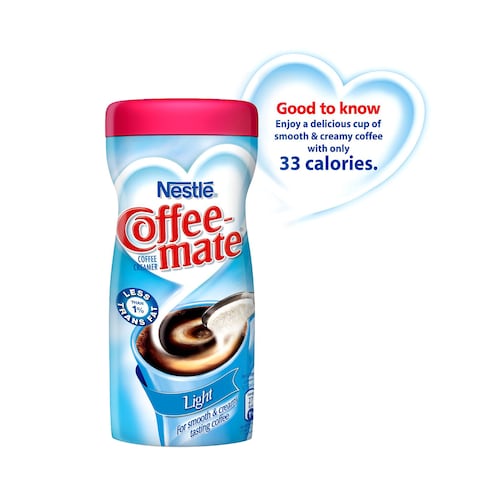 Good to know
Enjoy a delicious cup of
smooth & creamy coffee
with only
33 calories.
Nestlé
Coffee-
mate
COFFEE
CREAMER
LESS
THAN
1%
TRANS FAT
Light
For smooth & creamy
tasting coffee